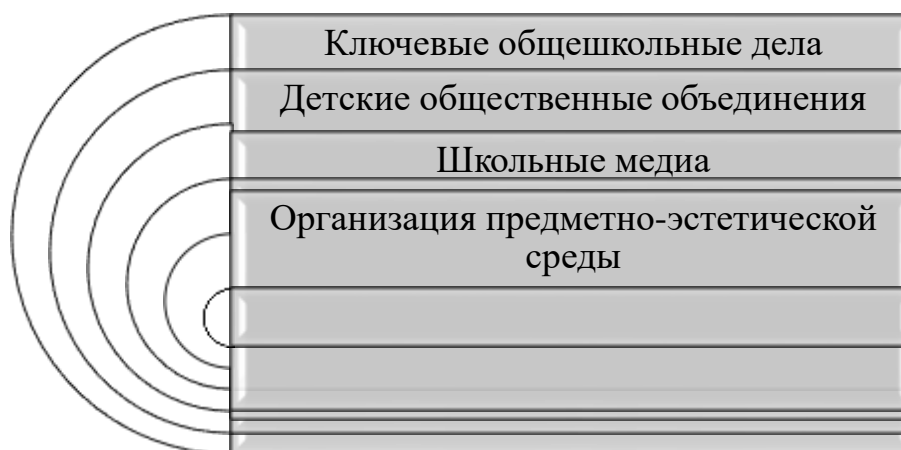 Ключевые общешкольные дела
Детские общественные объединения
Школьные медиа
Организация предметно-эстетической
среды